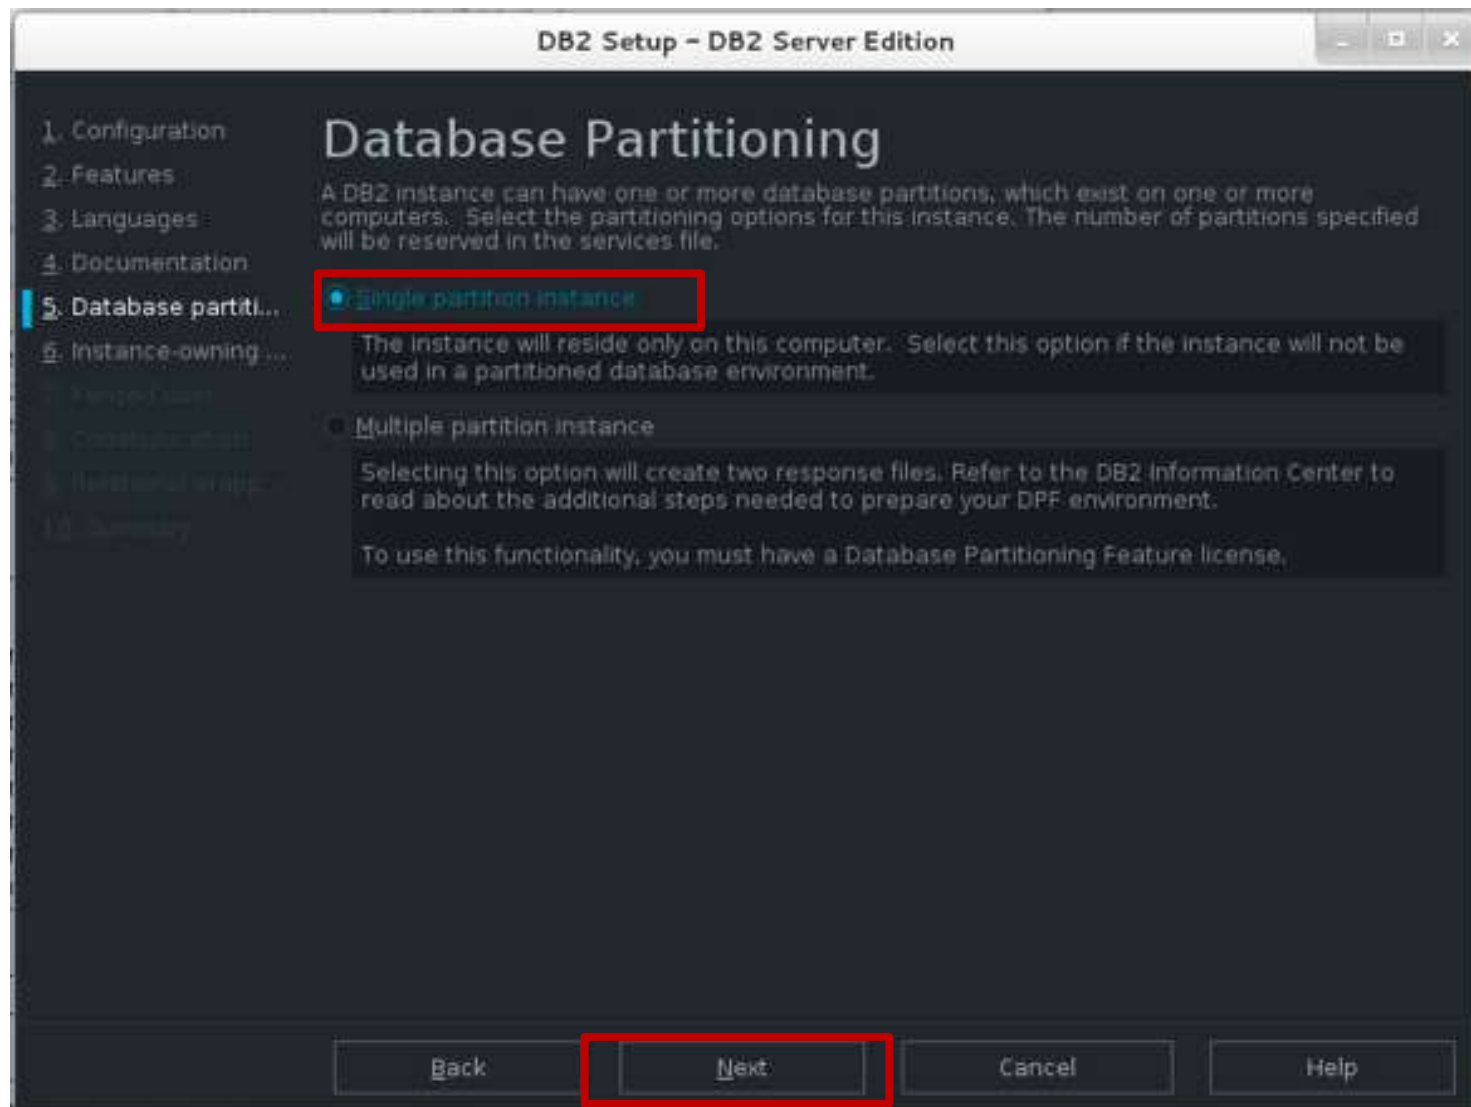 DB2 Setup – DB2 Server Edition
1. Configuration
2. Features
3. Languages
4. Documentation
5. Database partiti...
6. Instance-owning ...
7. Fenced user
10. Summary
Database Partitioning
A DB2 instance can have one or more database partitions, which exist on one or more
computers. Select the partitioning options for this instance. The number of partitions specified
will be reserved in the services file.
Single partition instance
The instance will reside only on this computer. Select this option if the instance will not be
used in a partitioned database environment.
Multiple partition instance
Selecting this option will create two response files. Refer to the DB2 Information Center to
read about the additional steps needed to prepare your DPF environment.
To use this functionality, you must have a Database Partitioning Feature license.
Back
Next
Cancel
Help